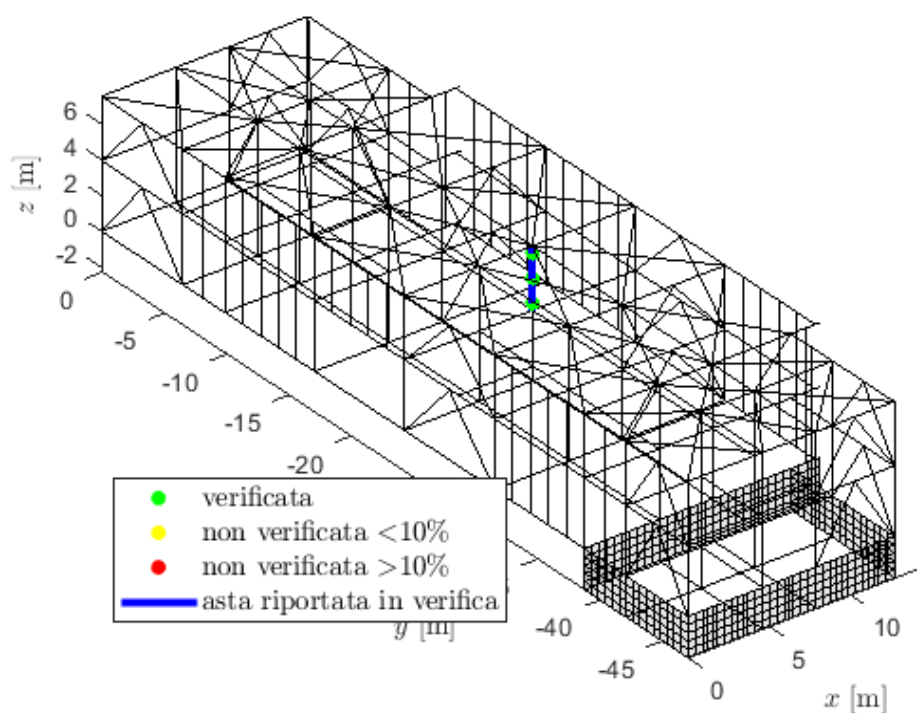 6
4
2
0
-2
z [m]
0
-5
-10
-15
-20
-40
-45
y [m]
0
5
10
x [m]
verificata
non verificata <10%
non verificata >10%
asta riportata in verifica